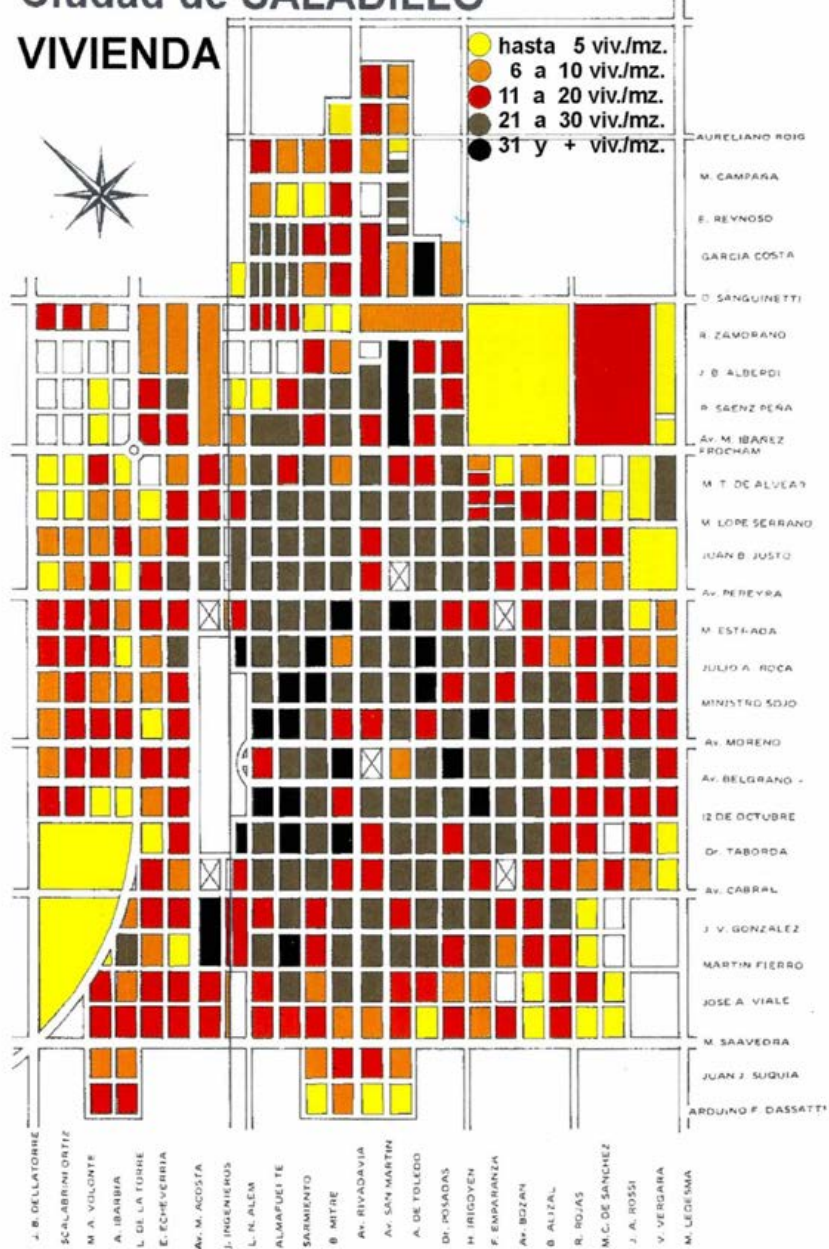 Ciudad de SALADILLO
VIVIENDA
hasta 5 viv./mz.
6 a 10 viv./mz.
11 a 20 viv./mz.
21 a 30 viv./mz.
31 y + viv./mz.
AURELIANO ROIG
M. CAMPAÑA
E. REYNOSO
GARCIA COSTA
D. SANGUINETTI
R. ZAMORANO
J. B. ALBERDI
R. SAENZ PEÑA
Av. M. IBAÑEZ
FROCHAM
M. T. DE ALVEAR
M. LOPE SERRANO
JUAN B. JUSTO
Av. PEREYRA
M. ESTRADA
JULIO A. ROCA
MINISTRO SOJO
Av. MORENO
Av. BELGRANO -
12 DE OCTUBRE
Dr. TABORDA
Av. CABRAL
J. V. GONZALEZ
MARTIN FIERRO
JOSE A. VIALE
M. SAAVEDRA
JUAN J. SUQUIA
ARDUINO F. DASSATTI
J. B. DELLATORRE
SCALABRINI ORTIZ
M. A. VOLONTE
A. IBARBIA
L. DE LA TORRE
E. ECHEVERRIA
Av. M. ACOSTA
J. INGENIEROS
L. N. ALEM
ALMAFUERTE
SARMIENTO
B. MITRE
Av. RIVADAVIA
Av. SAN MARTIN
A. DE TOLEDO
Dr. POSADAS
H. IRIGOYEN
F. EMPARANZA
Av. BOZAN
B. ALIZAL
R. ROJAS
M.C. DE SANCHEZ
J. A. ROSSI
V. VERGARA
M. LEDESMA